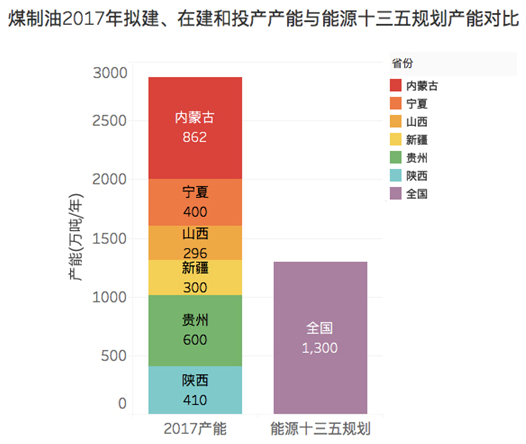 煤制油2017年拟建、在建和投产产能与能源十三五规划产能对比
省份
内蒙古
宁夏
山西
新疆
贵州
陕西
全国
产能(万吨/年)
3000
2500
2000
1500
1000
500
0
内蒙古
862
宁夏
400
山西
296
新疆
300
贵州
600
陕西
410
全国
1,300
2017产能
能源十三五规划